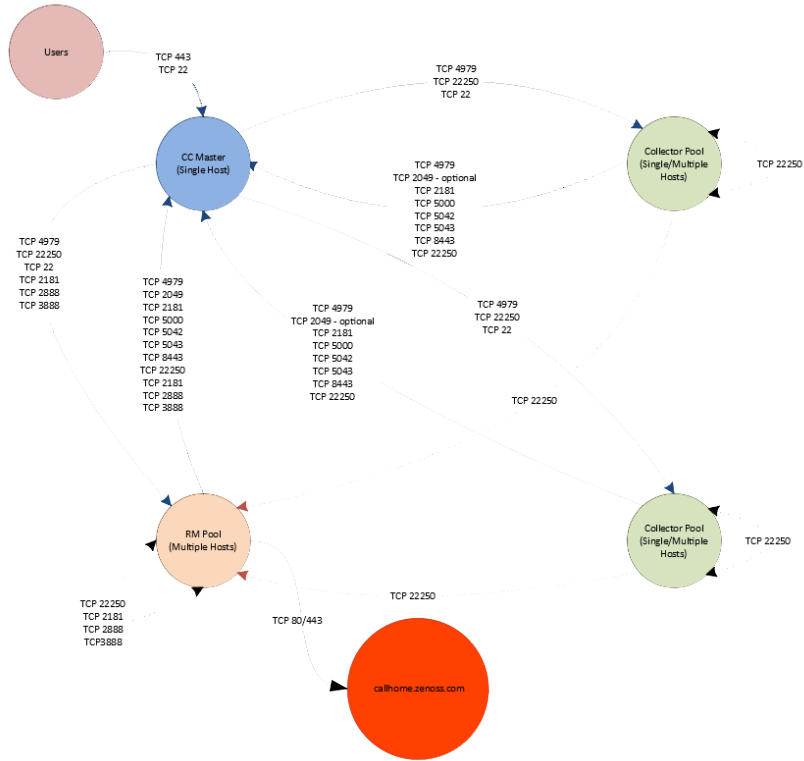 Users
TCP 443
TCP 22
TCP 4979
TCP 22250
TCP 22
CC Master
(Single Host)
Collector Pool
(Single/Multiple
Hosts)
TCP 22250
TCP 4979
TCP 2049 - optional
TCP 2181
TCP 5000
TCP 5042
TCP 5043
TCP 8443
TCP 22250
TCP 4979
TCP 22250
TCP 22
TCP 2181
TCP 2888
TCP 3888
TCP 4979
TCP 2049
TCP 2181
TCP 5000
TCP 5042
TCP 5043
TCP 8443
TCP 22250
TCP 2181
TCP 2888
TCP 3888
TCP 4979
TCP 2049 - optional
TCP 2181
TCP 5000
TCP 5042
TCP 5043
TCP 8443
TCP 22250
TCP 4979
TCP 22250
TCP 22
TCP 22250
RM Pool
(Multiple Hosts)
Collector Pool
(Single/Multiple
Hosts)
TCP 22250
TCP 22250
TCP 22250
TCP 2181
TCP 2888
TCP3888
TCP 80/443
callhome.zenoss.com